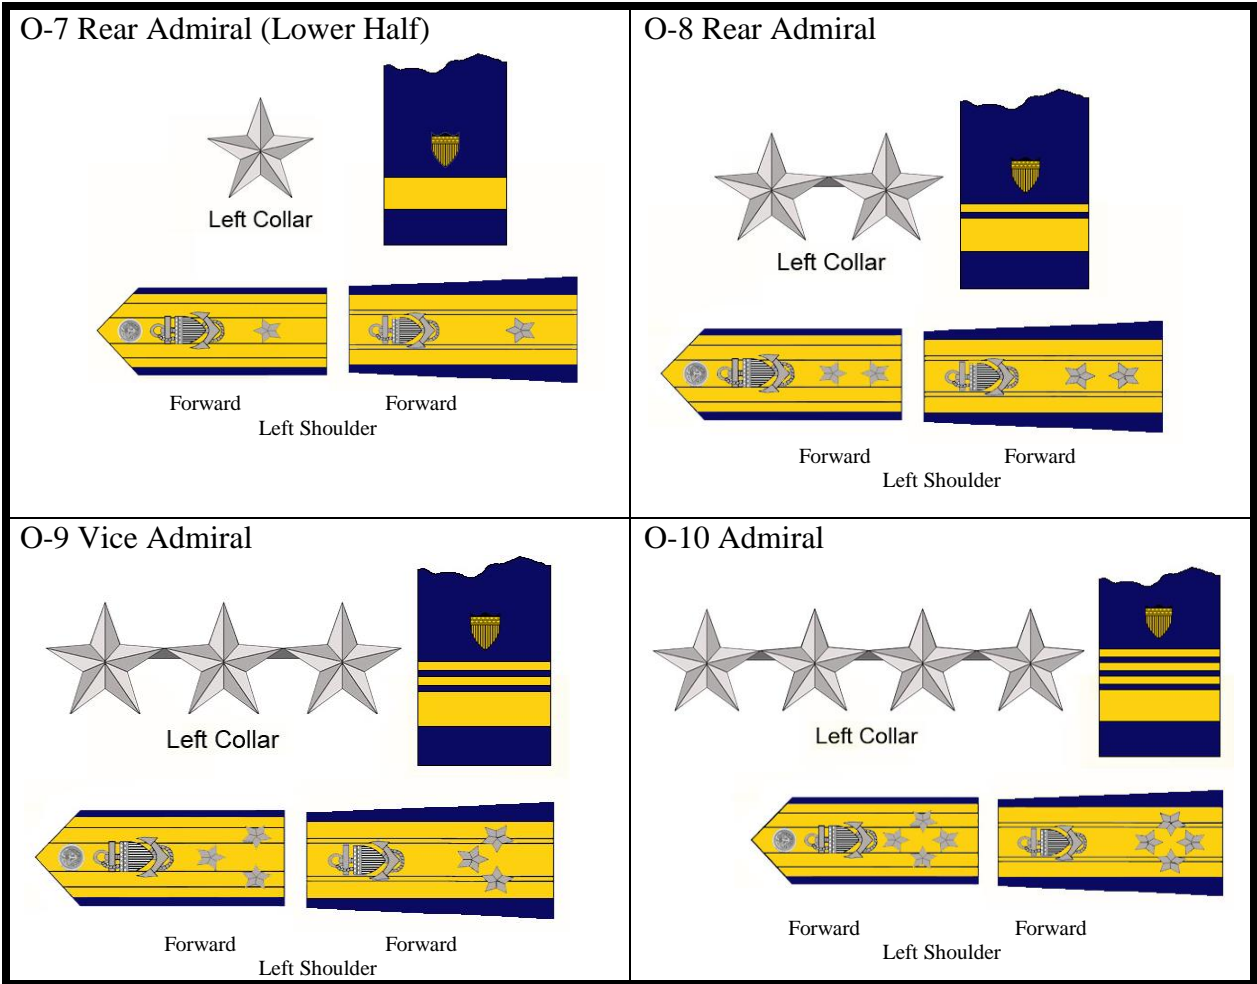 O-7 Rear Admiral (Lower Half)
Left Collar
Forward Forward
Left Shoulder
O-8 Rear Admiral
Left Collar
Forward Forward
Left Shoulder
O-9 Vice Admiral
Left Collar
Forward Forward
Left Shoulder
O-10 Admiral
Left Collar
Forward Forward
Left Shoulder